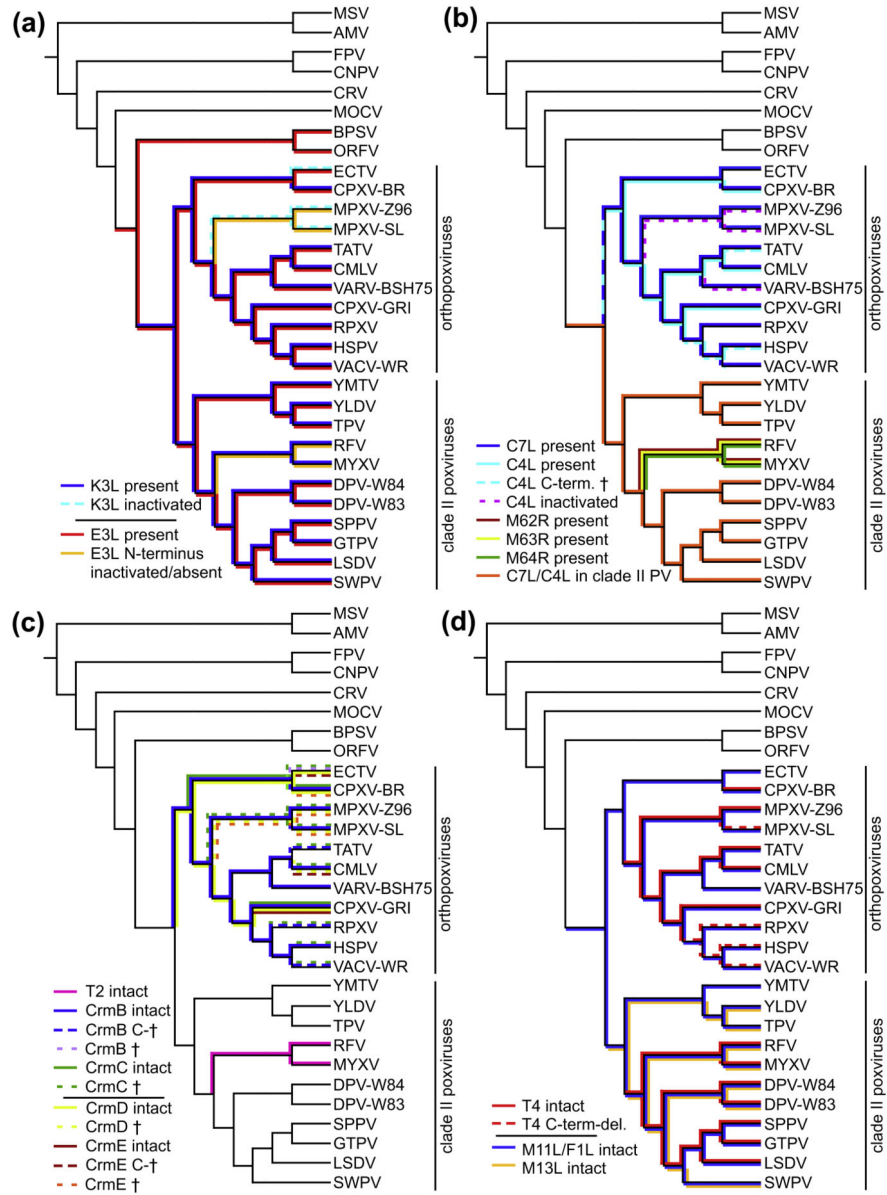 (a)
MSV
AMV
FPV
CNPV
CRV
MOCV
BPSV
ORFV
ECTV
CPXV-BR
MPXV-Z96
MPXV-SL
TATV
CMLV
VARV-BSH75
CPXV-GRI
RPXV
HSPV
VACV-WR
YMTV
YLDV
TPV
RFV
MYXV
DPV-W84
DPV-W83
SPPV
GTPV
LSDV
SWPV
orthopoxviruses
clade II poxviruses
K3L present
K3L inactivated
E3L present
E3L N-terminus
inactivated/absent
(b)
MSV
AMV
FPV
CNPV
CRV
MOCV
BPSV
ORFV
ECTV
CPXV-BR
MPXV-Z96
MPXV-SL
TATV
CMLV
VARV-BSH75
CPXV-GRI
RPXV
HSPV
VACV-WR
YMTV
YLDV
TPV
RFV
MYXV
DPV-W84
DPV-W83
SPPV
GTPV
LSDV
SWPV
orthopoxviruses
clade II poxviruses
C7L present
C4L present
C4L C-term. †
C4L inactivated
M62R present
M63R present
M64R present
C7L/C4L in clade II PV
(c)
MSV
AMV
FPV
CNPV
CRV
MOCV
BPSV
ORFV
ECTV
CPXV-BR
MPXV-Z96
MPXV-SL
TATV
CMLV
VARV-BSH75
CPXV-GRI
RPXV
HSPV
VACV-WR
YMTV
YLDV
TPV
RFV
MYXV
DPV-W84
DPV-W83
SPPV
GTPV
LSDV
SWPV
orthopoxviruses
clade II poxviruses
T2 intact
CrmB intact
CrmB C-†
CrmB †
CrmC intact
CrmC †
CrmD intact
CrmD †
CrmE intact
CrmE C-†
CrmE †
(d)
MSV
AMV
FPV
CNPV
CRV
MOCV
BPSV
ORFV
ECTV
CPXV-BR
MPXV-Z96
MPXV-SL
TATV
CMLV
VARV-BSH75
CPXV-GRI
RPXV
HSPV
VACV-WR
YMTV
YLDV
TPV
RFV
MYXV
DPV-W84
DPV-W83
SPPV
GTPV
LSDV
SWPV
orthopoxviruses
clade II poxviruses
T4 intact
T4 C-term-del.
M11L/F1L intact
M13L intact